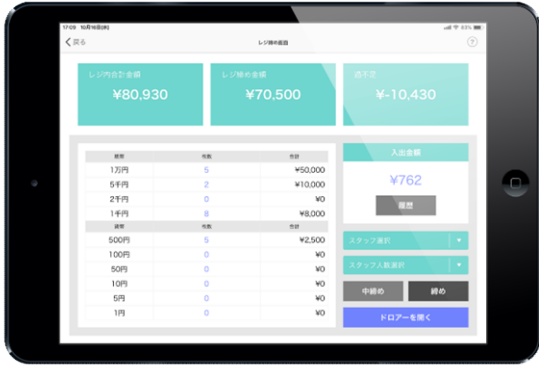 17:09 10月16日(水)
83%
戻る
レジ締め画面
?
レジ内合計金額
¥80,930
レジ締め金額
¥70,500
過不足
¥-10,430
枚数 合計
1万円 5 ¥50,000
5千円 2 ¥10,000
2千円 0 ¥0
1千円 8 ¥8,000
枚数 合計
500円 5 ¥2,500
100円 0 ¥0
50円 0 ¥0
10円 0 ¥0
5円 0 ¥0
1円 0 ¥0
入出金額
¥762
履歴
スタッフ選択
スタッフ人数選択
中締め 締め
ドロアーを開く